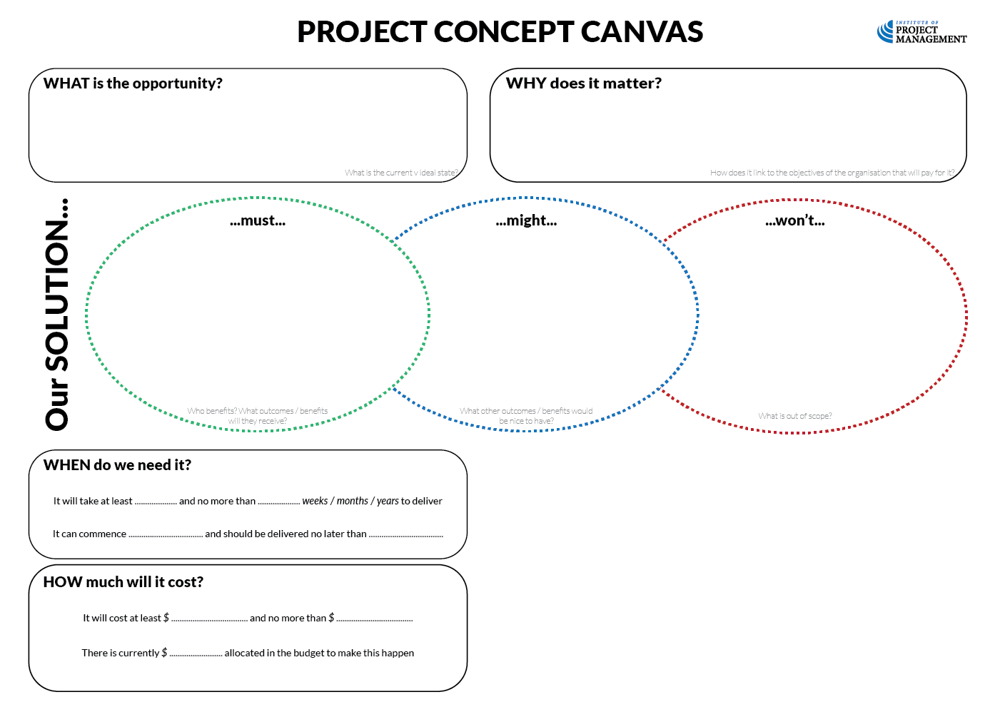 PROJECT CONCEPT CANVAS
INSTITUTE OF
PROJECT
MANAGEMENT
WHAT is the opportunity?
What is the current v ideal state?
WHY does it matter?
How does it link to the objectives of the organisation that will pay for it?
Our SOLUTION...
...must...
Who benefits? What outcomes / benefits
will they receive?
...might...
What other outcomes / benefits would
be nice to have?
...won't...
What is out of scope?
WHEN do we need it?
It will take at least .................... and no more than .................... weeks / months / years to deliver
It can commence ................................... and should be delivered no later than ...................................
HOW much will it cost?
It will cost at least $ .................................... and no more than $ ....................................
There is currently $ ......................... allocated in the budget to make this happen